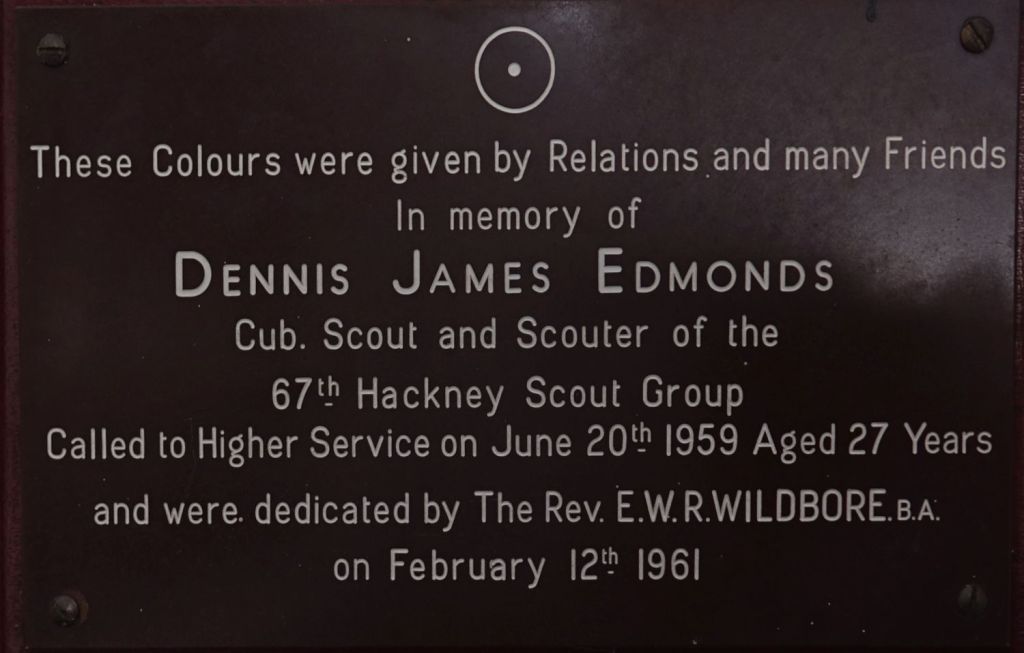 These Colours were given by Relations and many Friends
In memory of
DENNIS JAMES EDMONDS
Cub. Scout and Scouter of the
67th Hackney Scout Group
Called to Higher Service on June 20th 1959 Aged 27 Years
and were. dedicated by The Rev. E.W.R.WILDBORE.B.A.
on February 12th 1961